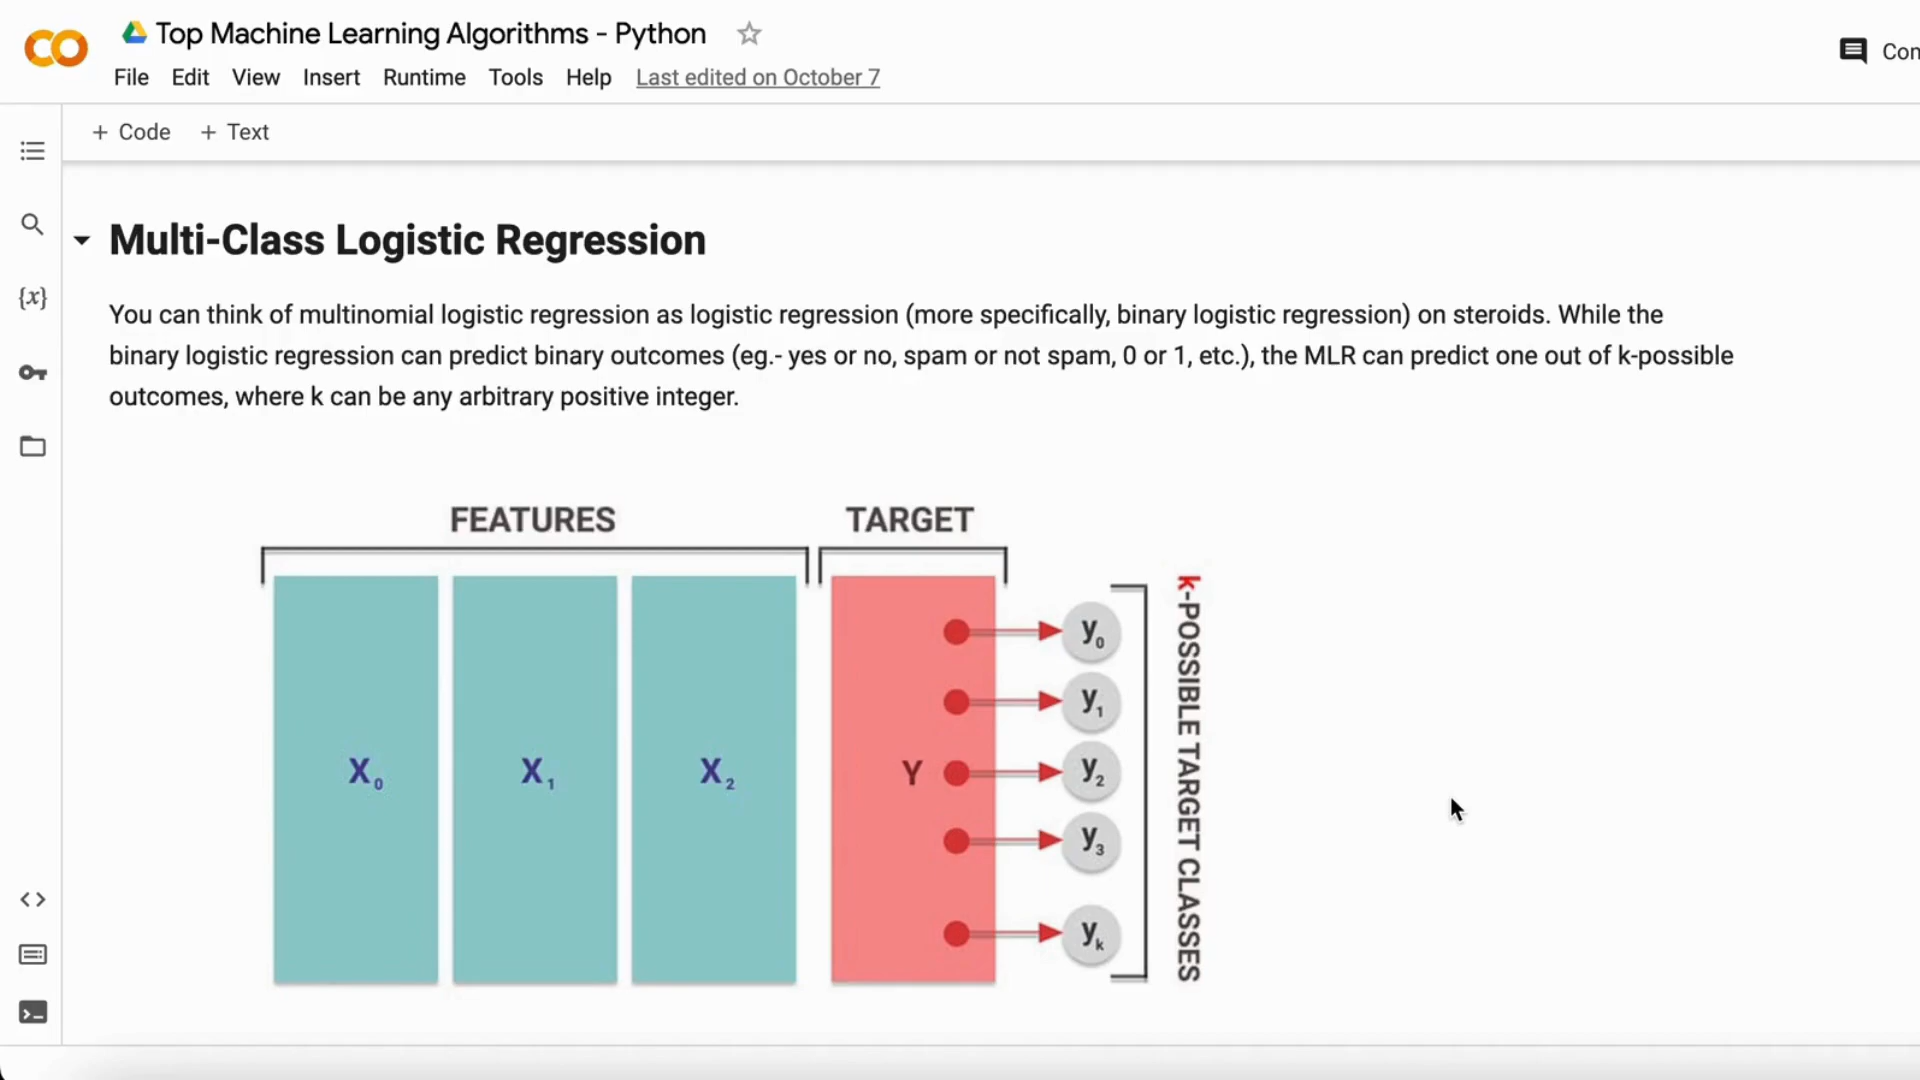 Top Machine Learning Algorithms - Python
File Edit View Insert Runtime Tools Help Last edited on October 7
+ Code + Text
Multi-Class Logistic Regression
You can think of multinomial logistic regression as logistic regression (more specifically, binary logistic regression) on steroids. While the
binary logistic regression can predict binary outcomes (eg.- yes or no, spam or not spam, 0 or 1, etc.), the MLR can predict one out of k-possible
outcomes, where k can be any arbitrary positive integer.
FEATURES TARGET
X0 X1 X2 Y
y0
y1
y2
y3
yk
k-POSSIBLE TARGET CLASSES
{x}